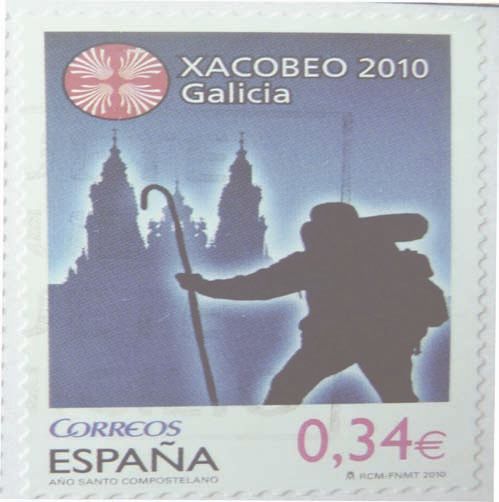 XACOBEO 2010
Galicia
CORREOS
ESPAÑA
0,34€
AÑO SANTO COMPOSTELANO
RCM-FNMT 2010